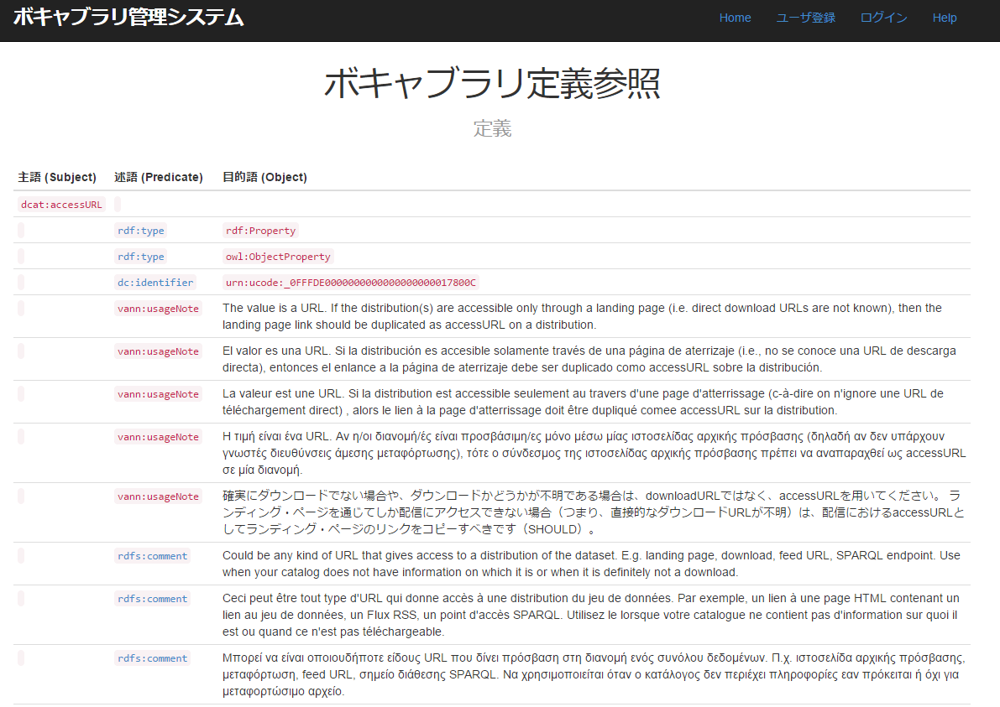 ボキャブラリ管理システム Home ユーザ登録 ログイン Help
ボキャブラリ定義参照
定義
主語 (Subject) 述語 (Predicate) 目的語 (Object)
dcat:accessURL
rdf:type rdf:Property
rdf:type owl:ObjectProperty
dc:identifier urn:ucode:_0FFFDE0000000000000000000017800C
vann:usageNote The value is a URL. If the distribution(s) are accessible only through a landing page (i.e. direct download URLs are not known), then the
landing page link should be duplicated as accessURL on a distribution.
vann:usageNote El valor es una URL. Si la distribución es accesible solamente través de una página de aterrizaje (i.e., no se conoce una URL de descarga
directa), entonces el enlance a la página de aterrizaje debe ser duplicado como accessURL sobre la distribución.
vann:usageNote La valeur est une URL. Si la distribution est accessible seulement au travers d'une page d'atterrissage (c-à-dire on n'ignore une URL de
téléchargement direct) , alors le lien à la page d'atterrissage doit être dupliqué comee accessURL sur la distribution.
vann:usageNote Η τιμή είναι ένα URL. Αν η/οι διανομή/ές είναι προσβάσιμη/ες μόνο μέσω μίας ιστοσελίδας αρχικής πρόσβασης (δηλαδή αν δεν υπάρχουν
γνωστές διευθύνσεις άμεσης μεταφόρτωσης), τότε ο σύνδεσμος της ιστοσελίδας αρχικής πρόσβασης πρέπει να αναπαραχθεί ως accessURL
σε μία διανομή.
vann:usageNote 確実にダウンロードでない場合や、ダウンロードかどうかが不明である場合は、downloadURLではなく、accessURLを用いてください。 ラ
ンディング・ページを通じてしか配信にアクセスできない場合（つまり、直接的なダウンロードURLが不明）は、配信におけるaccessURLと
してランディング・ページのリンクをコピーすべきです（SHOULD）。
rdfs:comment Could be any kind of URL that gives access to a distribution of the dataset. E.g. landing page, download, feed URL, SPARQL endpoint. Use
when your catalog does not have information on which it is or when it is definitely not a download.
rdfs:comment Ceci peut être tout type d'URL qui donne accès à une distribution du jeu de données. Par exemple, un lien à une page HTML contenant un
lien au jeu de données, un Flux RSS, un point d'accès SPARQL. Utilisez le lorsque votre catalogue ne contient pas d'information sur quoi il
est ou quand ce n'est pas téléchargeable.
rdfs:comment Μπορεί να είναι οποιουδήποτε είδους URL που δίνει πρόσβαση στη διανομή ενός συνόλου δεδομένων. Π.χ. ιστοσελίδα αρχικής πρόσβασης,
μεταφόρτωση, feed URL, σημείο διάθεσης SPARQL. Να χρησιμοποιείται όταν ο κατάλογος δεν περιέχει πληροφορίες εαν πρόκειται ή όχι για
μεταφορτώσιμο αρχείο.